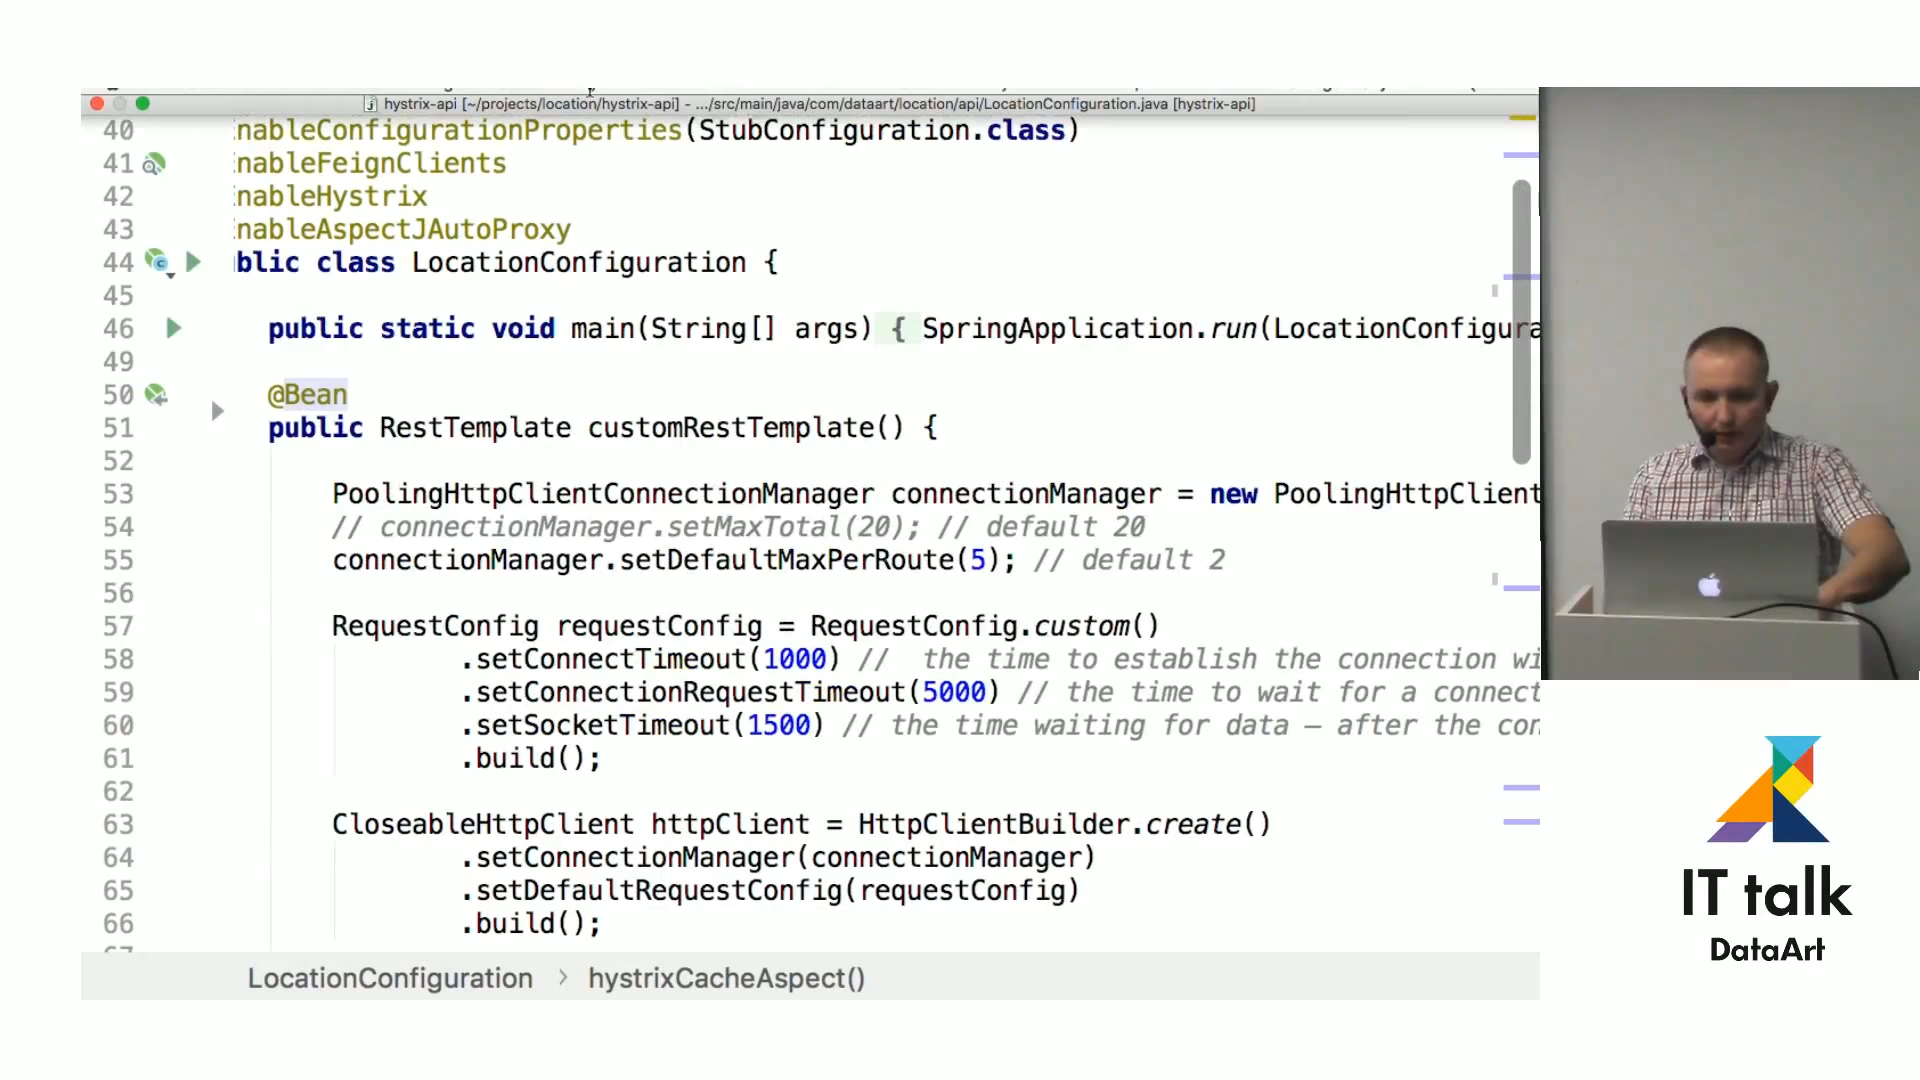 hystrix-api [~/projects/location/hystrix-api] - .../src/main/java/com/dataart/location/api/LocationConfiguration.java [hystrix-api]
40 nableConfigurationProperties(StubConfiguration.class)
41 nableFeignClients
42 nableHystrix
43 nableAspectJAutoProxy
44 blic class LocationConfiguration {
45
46 public static void main(String[] args) { SpringApplication.run(LocationConfigura
49
50 @Bean
51 public RestTemplate customRestTemplate() {
52
53 PoolingHttpClientConnectionManager connectionManager = new PoolingHttpClient
54 // connectionManager.setMaxTotal(20); // default 20
55 connectionManager.setDefaultMaxPerRoute(5); // default 2
56
57 RequestConfig requestConfig = RequestConfig.custom()
58 .setConnectTimeout(1000) // the time to establish the connection wi
59 .setConnectionRequestTimeout(5000) // the time to wait for a connect
60 .setSocketTimeout(1500) // the time waiting for data – after the con
61 .build();
62
63 CloseableHttpClient httpClient = HttpClientBuilder.create()
64 .setConnectionManager(connectionManager)
65 .setDefaultRequestConfig(requestConfig)
66 .build();
LocationConfiguration > hystrixCacheAspect()
IT talk
DataArt